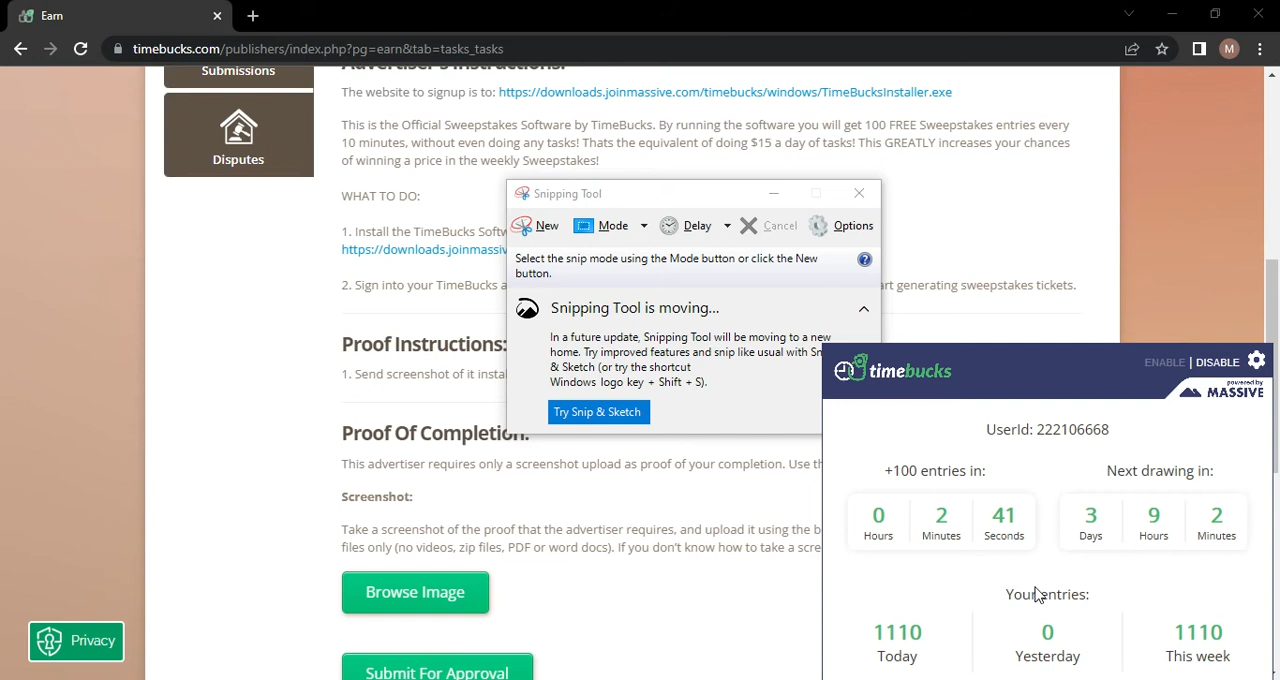 Earn
timebucks.com/publishers/index.php?pg=earn&tab=tasks_tasks
M
Submissions
Disputes
Advertiser's Instructions:
The website to signup is to: https://downloads.joinmassive.com/timebucks/windows/TimeBucksInstaller.exe
This is the Official Sweepstakes Software by TimeBucks. By running the software you will get 100 FREE Sweepstakes entries every
10 minutes, without even doing any tasks! Thats the equivalent of doing $15 a day of tasks! This GREATLY increases your chances
of winning a price in the weekly Sweepstakes!
WHAT TO DO:
1. Install the TimeBucks
https://downloads.joinmassiv
2. Sign into your TimeBucks
generating sweepstakes tickets.
Proof Instructions:
1. Send screenshot of it
Proof Of Completion:
This advertiser requires only a screenshot upload as proof of your completion. Use
Screenshot:
Take a screenshot of the proof that the advertiser requires, and upload it using the
files only (no videos, zip files, PDF or word docs). If you don't know how to take a
Browse Image
Submit For Approval
Privacy
Snipping Tool
New
Mode
Delay
Cancel
Options
Select the snip mode using the Mode button or click the New
button.
?
Snipping Tool is moving...
In a future update, Snipping Tool will be moving to a new
home. Try improved features and snip like usual with
& Sketch (or try the shortcut
Windows logo key + Shift + S).
Try Snip & Sketch
timebucks
ENABLE | DISABLE
powered by
MASSIVE
UserId: 222106668
+100 entries in:
Next drawing in:
0 2 41
Hours Minutes Seconds
3 9 2
Days Hours Minutes
Your entries:
1110 0 1110
Today Yesterday This week